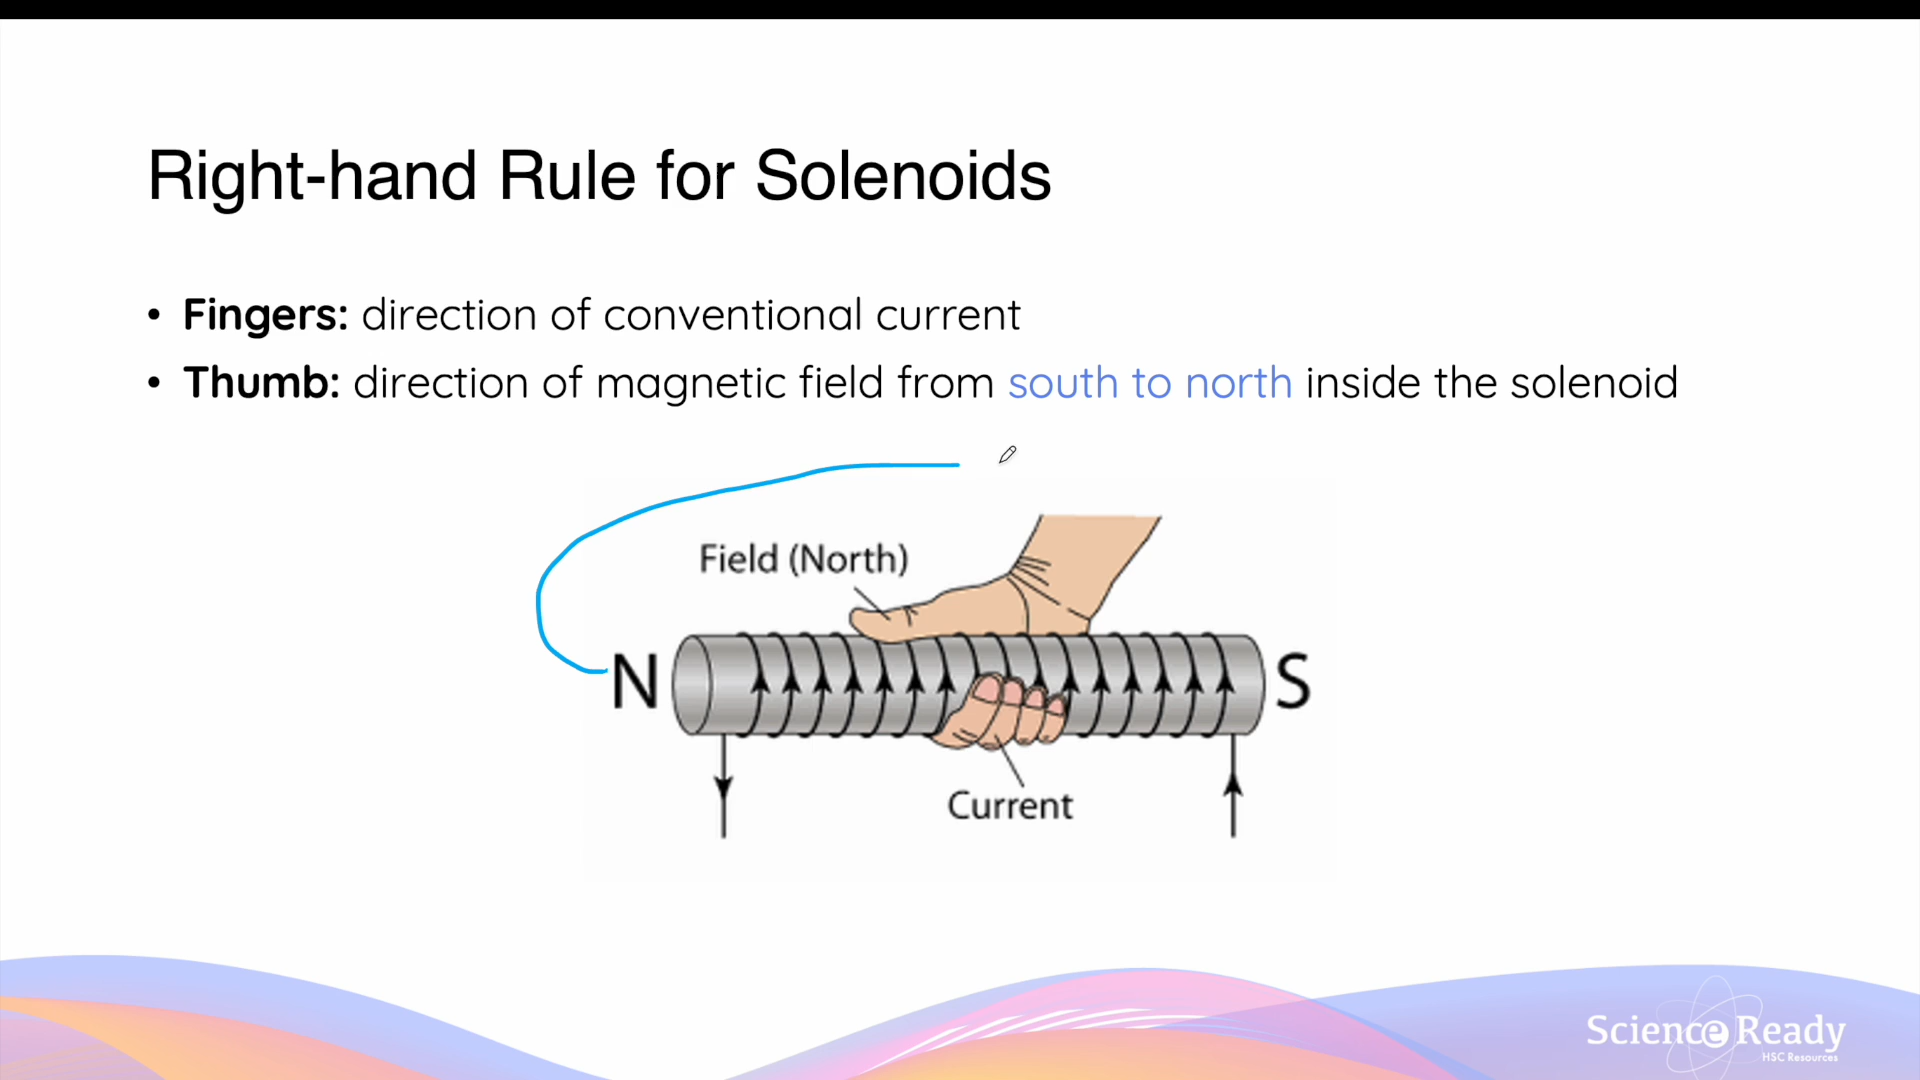 Right-hand Rule for Solenoids
• Fingers: direction of conventional current
• Thumb: direction of magnetic field from south to north inside the solenoid
Field (North)
N
S
Current
Science Ready
HSC Resources